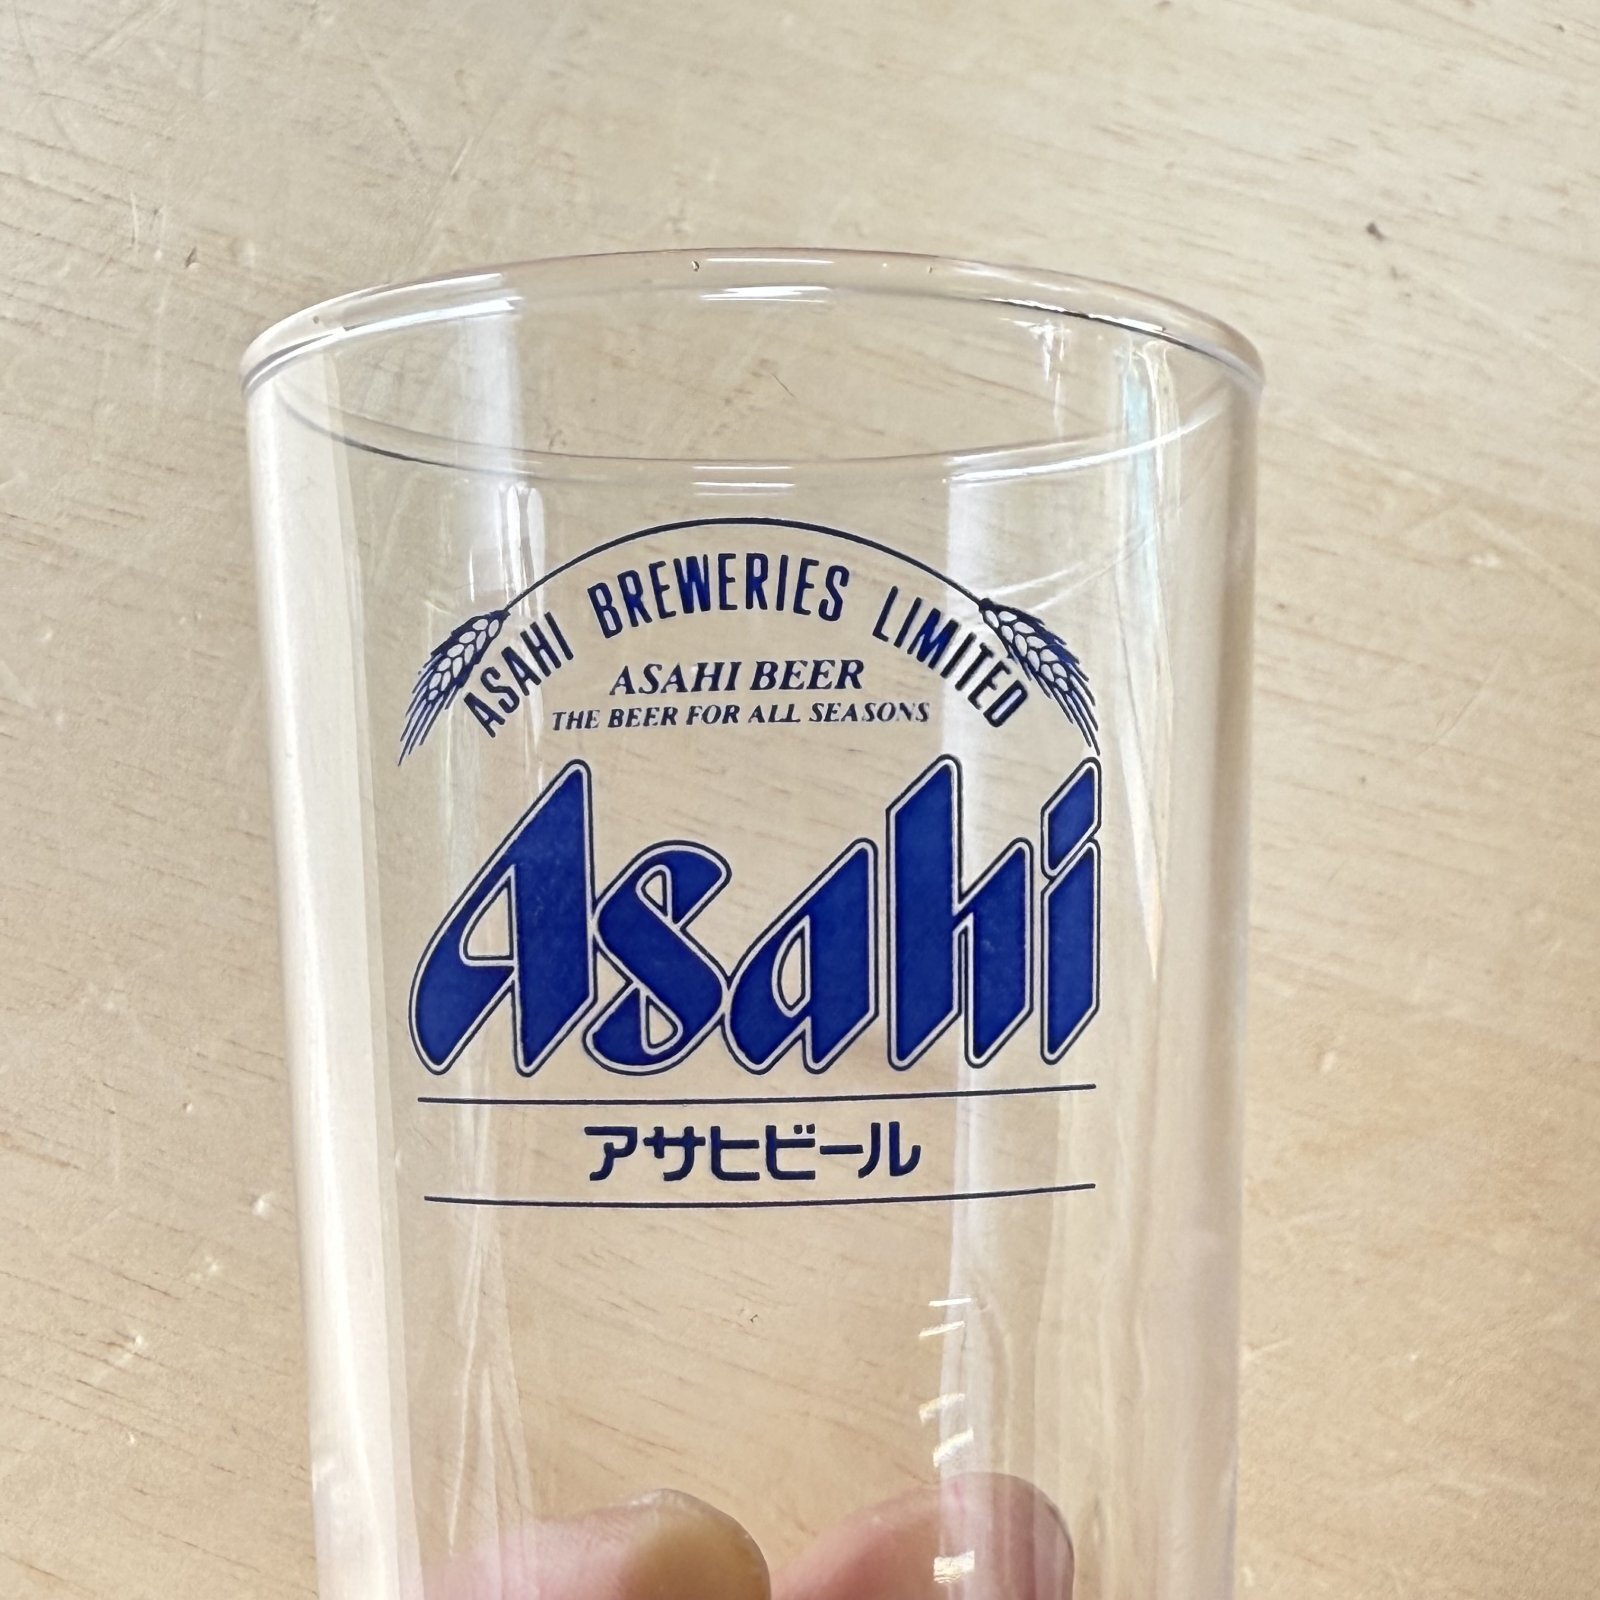 ASAHI BREWERIES LIMITED
ASAHI BEER
THE BEER FOR ALL SEASONS
Asahi
アサヒビール